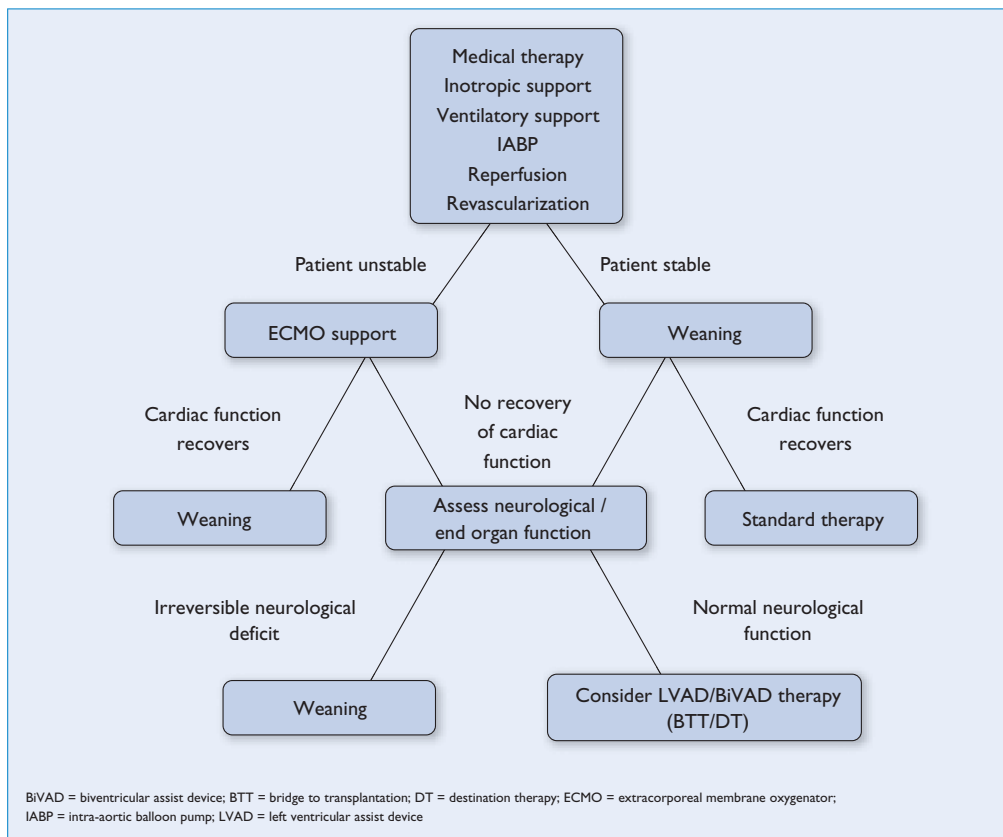 Medical therapy
Inotropic support
Ventilatory support
IABP
Reperfusion
Revascularization
Patient unstable
Patient stable
ECMO support
Weaning
Cardiac function
recovers
No recovery
of cardiac
function
Cardiac function
recovers
Weaning
Assess neurological /
end organ function
Standard therapy
Irreversible neurological
deficit
Normal neurological
function
Weaning
Consider LVAD/BiVAD therapy
(BTT/DT)
BiVAD = biventricular assist device; BTT = bridge to transplantation; DT = destination therapy; ECMO = extracorporeal membrane oxygenator;
IABP = intra-aortic balloon pump; LVAD = left ventricular assist device